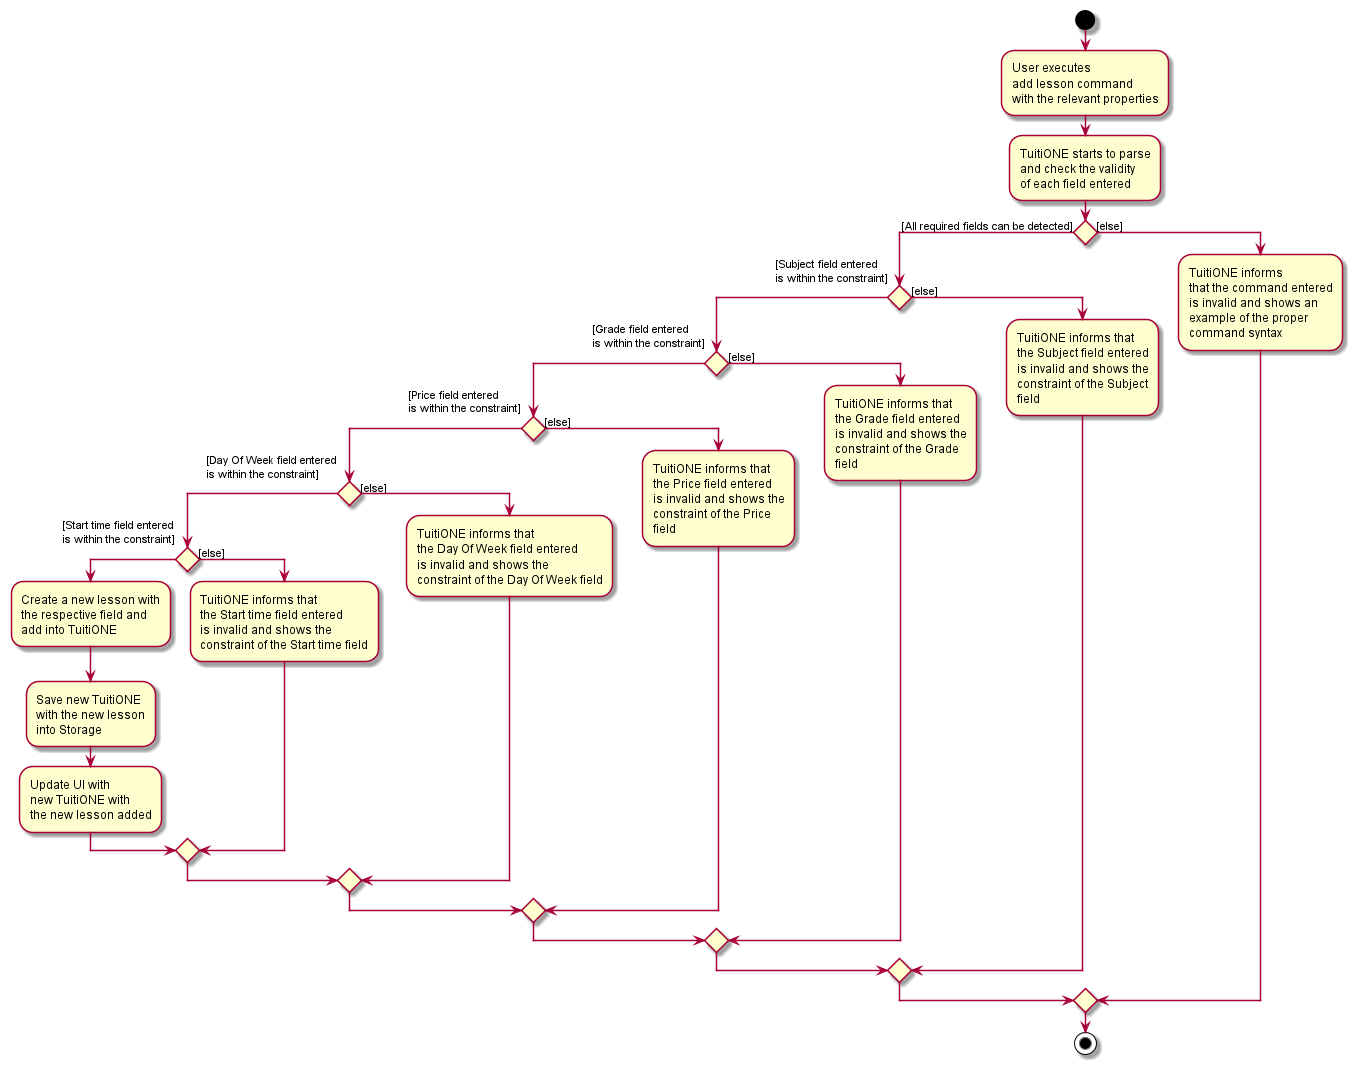 User executes
add lesson command
with the relevant properties
TuitiONE starts to parse
and check the validity
of each field entered
[All required fields can be detected]
[else]
TuitiONE informs
that the command entered
is invalid and shows an
example of the proper
command syntax
[Subject field entered
is within the constraint]
[else]
TuitiONE informs that
the Subject field entered
is invalid and shows the
constraint of the Subject
field
[Grade field entered
is within the constraint]
[else]
TuitiONE informs that
the Grade field entered
is invalid and shows the
constraint of the Grade
field
[Price field entered
is within the constraint]
[else]
TuitiONE informs that
the Price field entered
is invalid and shows the
constraint of the Price
field
[Day Of Week field entered
is within the constraint]
[else]
TuitiONE informs that
the Day Of Week field entered
is invalid and shows the
constraint of the Day Of Week field
[Start time field entered
is within the constraint]
[else]
TuitiONE informs that
the Start time field entered
is invalid and shows the
constraint of the Start time field
Create a new lesson with
the respective field and
add into TuitiONE
Save new TuitiONE
with the new lesson
into Storage
Update UI with
new TuitiONE with
the new lesson added